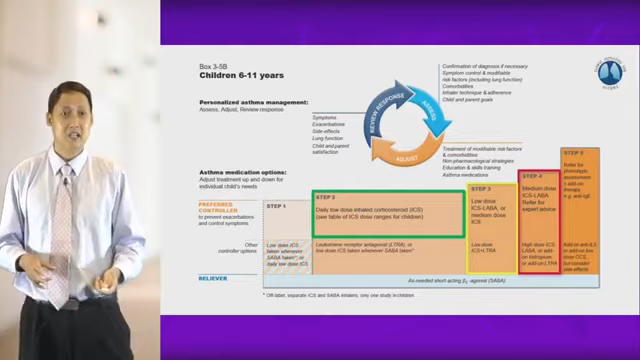 Box 3-5B
Children 6-11 years
Personalized asthma management:
Assess, Adjust, Review response
Symptoms
Exacerbations
Side-effects
Lung function
Child and parent
satisfaction
REVIEW RESPONSE
ASSESS
ADJUST
Confirmation of diagnosis if necessary
Symptom control & modifiable
risk factors (including lung function)
Comorbidities
Inhaler technique & adherence
Child and parent goals
Treatment of modifiable risk factors
& comorbidities
Non-pharmacological strategies
Education & skills training
Asthma medications
Asthma medication options:
Adjust treatment up and down for
individual child's needs
PREFERRED
CONTROLLER
to prevent exacerbations
and control symptoms
STEP 1
STEP 2
Daily low dose inhaled corticosteroid (ICS)
(see table of ICS dose ranges for children)
STEP 3
Low dose
ICS-LABA, or
medium dose
ICS
STEP 4
Medium dose
ICS-LABA
Refer for
expert advice
STEP 5
Refer for
phenotypic
assessment
± add-on
therapy,
e.g. anti-IgE
Other
controller options
Low dose ICS
taken whenever
SABA taken*; or
daily low dose ICS
Leukotriene receptor antagonist (LTRA), or
low dose ICS taken whenever SABA taken*
Low dose
ICS+LTRA
High dose ICS-
LABA, or add-
on tiotropium,
or add-on LTRA
Add-on anti-IL5,
or add-on low
dose OCS,
but consider
side-effects
RELIEVER
As-needed short-acting β2-agonist (SABA)
* Off-label; separate ICS and SABA inhalers; only one study in children